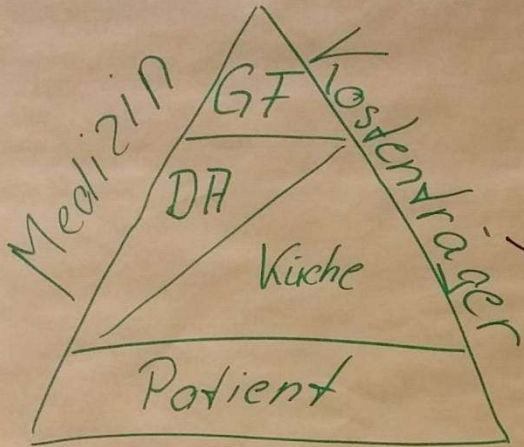 Medizin
Kostenträger
GF
DA
Küche
Patient